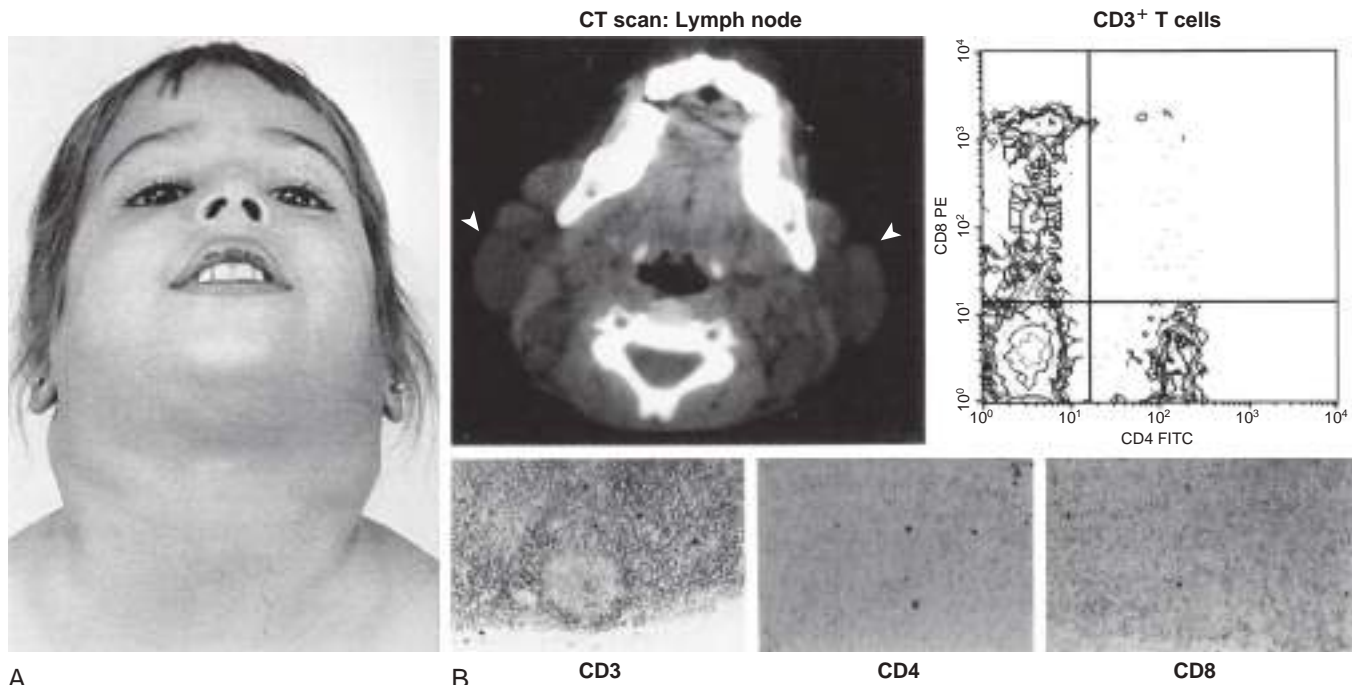 CT scan: Lymph node
CD3+ T cells
10⁴
10³
10²
10¹
10⁰
CD8 PE
10⁰ 10¹ 10² 10³ 10⁴
CD4 FITC
A
B
CD3
CD4
CD8